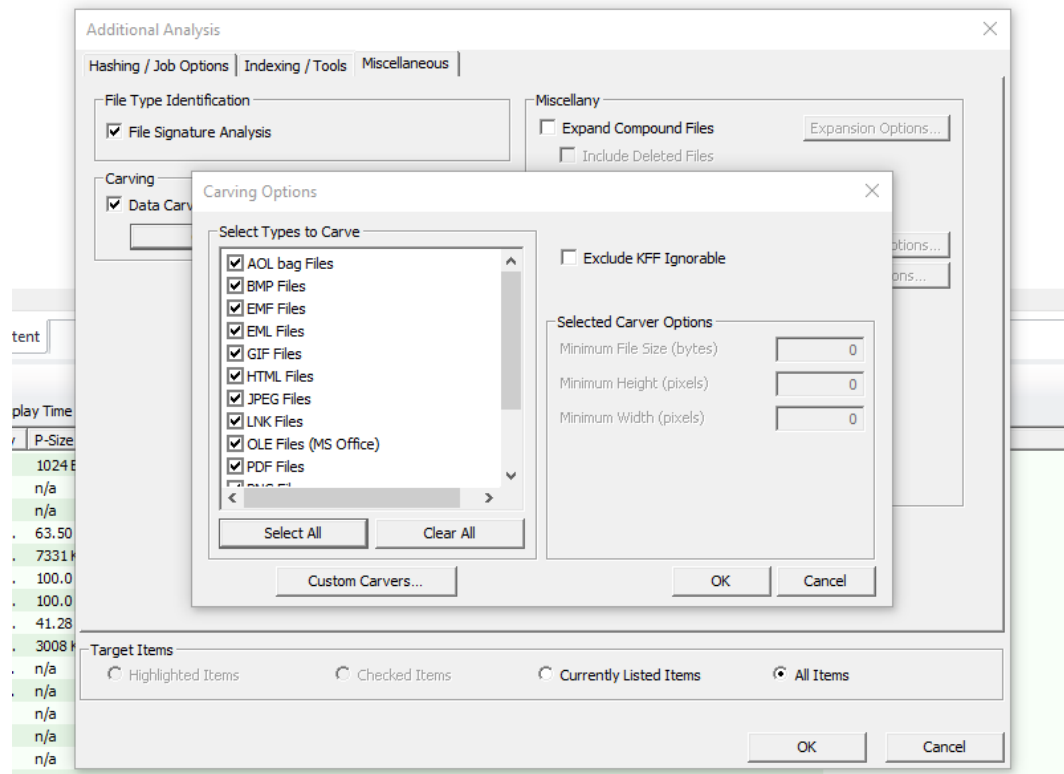 Additional Analysis
Hashing / Job Options Indexing / Tools Miscellaneous
File Type Identification
File Signature Analysis
Miscellany
Expand Compound Files Expansion Options...
Include Deleted Files
Carving
Data Carv
Carving Options
Select Types to Carve
AOL bag Files
BMP Files
EMF Files
EML Files
GIF Files
HTML Files
JPEG Files
LNK Files
OLE Files (MS Office)
PDF Files
Select All Clear All
Custom Carvers...
Exclude KFF Ignorable
Selected Carver Options
Minimum File Size (bytes) 0
Minimum Height (pixels) 0
Minimum Width (pixels) 0
OK Cancel
ptions...
ons...
tent
play Time
P-Size
1024
n/a
n/a
63.50
7331 K
100.0
100.0
41.28
3008 K
n/a
n/a
n/a
n/a
n/a
Target Items
Highlighted Items Checked Items Currently Listed Items All Items
OK Cancel